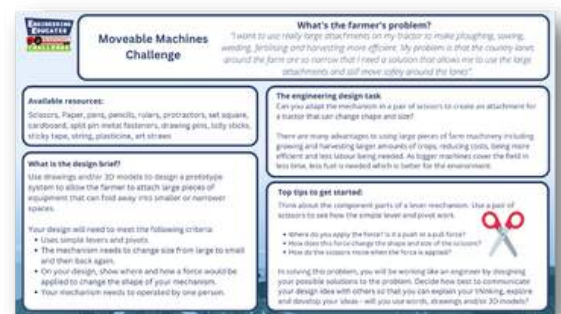 ENGINEERING
EDUCATES
CHALLENGE
Moveable Machines
Challenge
What's the farmer's problem?
"I want to use really large attachments on my tractor to make ploughing, sowing,
weeding, fertilising and harvesting more efficient. My problem is that the country lanes
around the farm are so narrow that I need a solution that allows me to use the large
attachments and still move safely around the lanes".
Available resources:
Scissors, Paper, pens, pencils, rulers, protractors, set square,
cardboard, split pin metal fasteners, drawing pins, lolly sticks,
sticky tape, string, plasticine, art straws
What is the design brief?
Use drawings and/or 3D models to design a prototype
system to allow the farmer to attach large pieces of
equipment that can fold away into smaller or narrower
spaces.
Your design will need to meet the following criteria:
• Uses simple levers and pivots.
• The mechanism needs to change size from large to small
and then back again.
• On your design, show where and how a force would be
applied to change the shape of your mechanism.
• Your mechanism needs to operated by one person.
The engineering design task
Can you adapt the mechanism in a pair of scissors to create an attachment for
a tractor that can change shape and size?
There are many advantages to using large pieces of farm machinery including
growing and harvesting larger amounts of crops, reducing costs, being more
efficient and less labour being needed. As bigger machines cover the field in
less time, less fuel is needed which is better for the environment.
Top tips to get started:
Think about the component parts of a lever mechanism. Use a pair of
scissors to see how the simple level and pivot work.
• Where do you apply the force? Is it a push or a pull force?
• How does this force change the shape and size of the scissors?
• How do the scissors move when the force is applied?
In solving this problem, you will be working like an engineer by designing
your possible solutions to the problem. Decide how best to communicate
your design idea with others so that you can explain your thinking, explore
and develop your ideas - will you use words, drawings and/or 3D models?